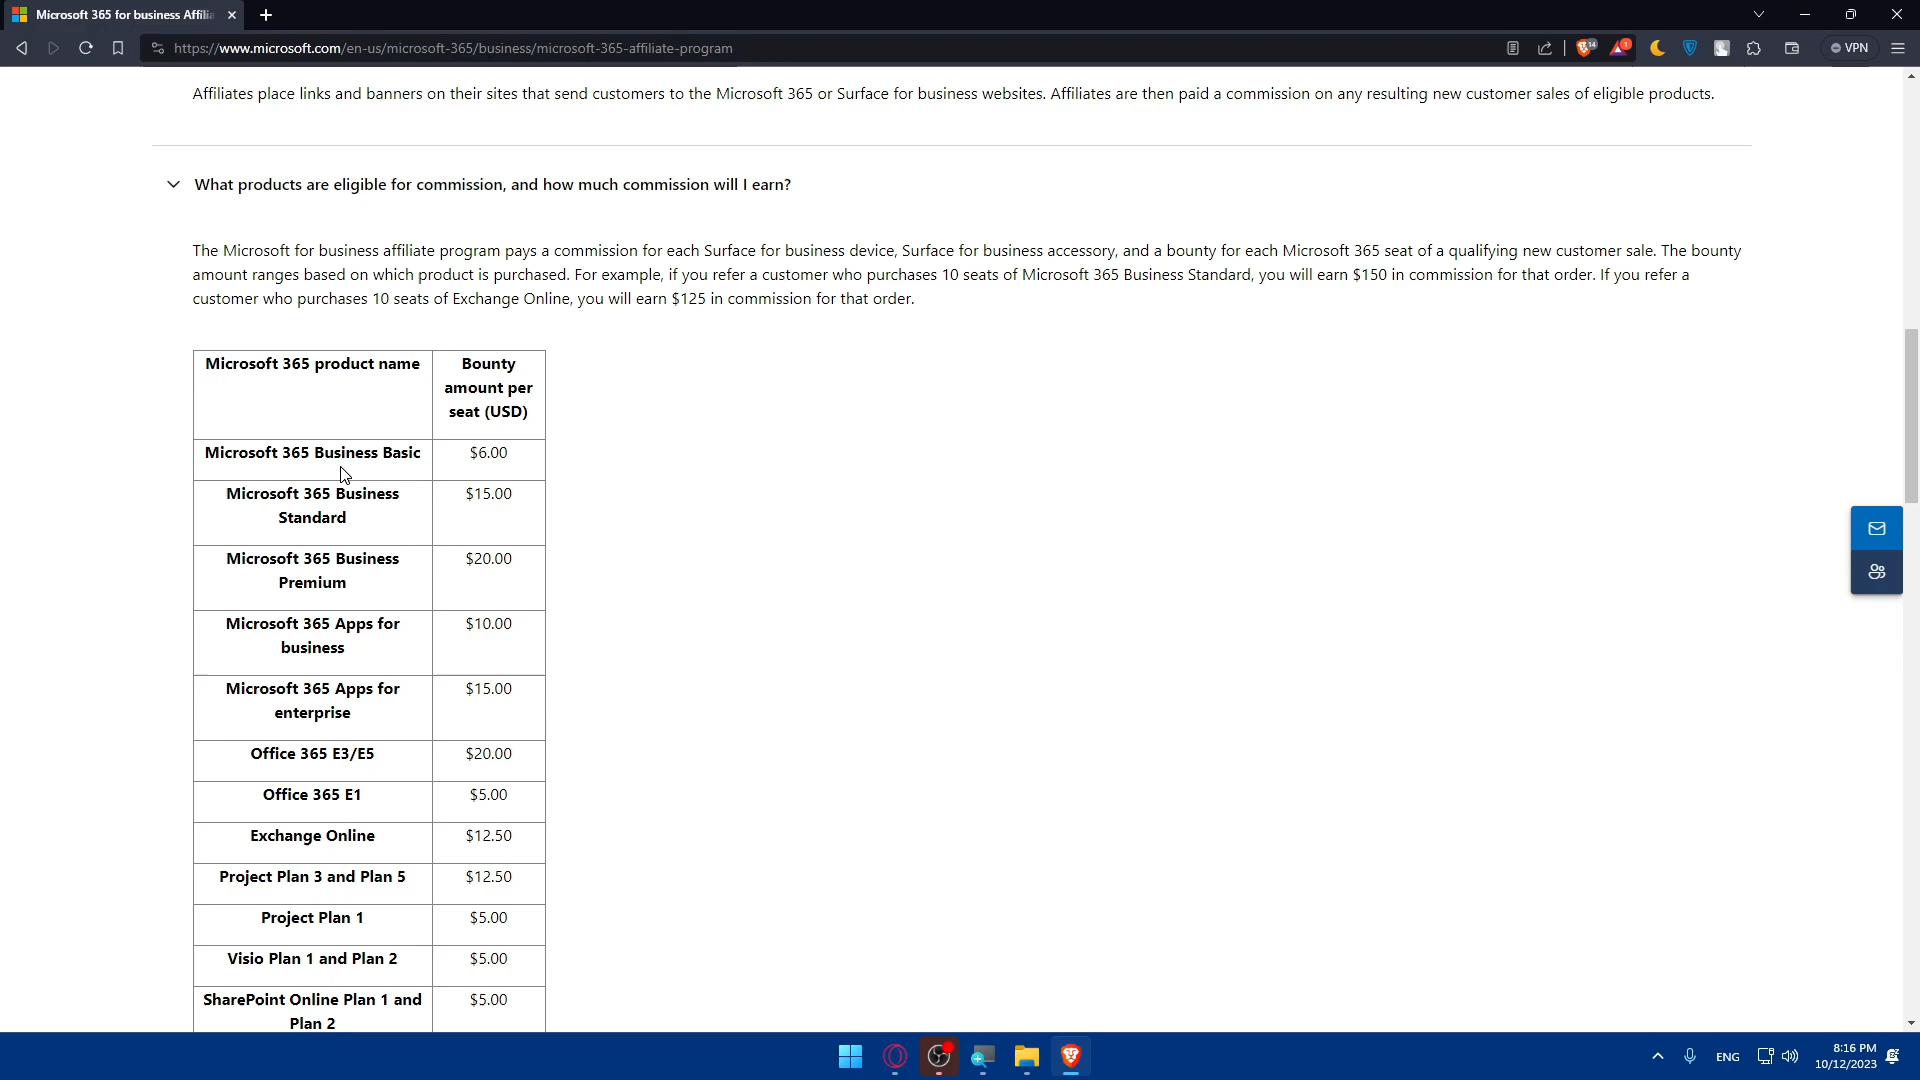 Microsoft 365 for business Affilia
https://www.microsoft.com/en-us/microsoft-365/business/microsoft-365-affiliate-program
14
1
VPN
Affiliates place links and banners on their sites that send customers to the Microsoft 365 or Surface for business websites. Affiliates are then paid a commission on any resulting new customer sales of eligible products.
What products are eligible for commission, and how much commission will I earn?
The Microsoft for business affiliate program pays a commission for each Surface for business device, Surface for business accessory, and a bounty for each Microsoft 365 seat of a qualifying new customer sale. The bounty
amount ranges based on which product is purchased. For example, if you refer a customer who purchases 10 seats of Microsoft 365 Business Standard, you will earn $150 in commission for that order. If you refer a
customer who purchases 10 seats of Exchange Online, you will earn $125 in commission for that order.
Microsoft 365 product name
Bounty
amount per
seat (USD)
Microsoft 365 Business Basic
$6.00
Microsoft 365 Business
Standard
$15.00
Microsoft 365 Business
Premium
$20.00
Microsoft 365 Apps for
business
$10.00
Microsoft 365 Apps for
enterprise
$15.00
Office 365 E3/E5
$20.00
Office 365 E1
$5.00
Exchange Online
$12.50
Project Plan 3 and Plan 5
$12.50
Project Plan 1
$5.00
Visio Plan 1 and Plan 2
$5.00
SharePoint Online Plan 1 and
Plan 2
$5.00
ENG
8:16 PM
10/12/2023